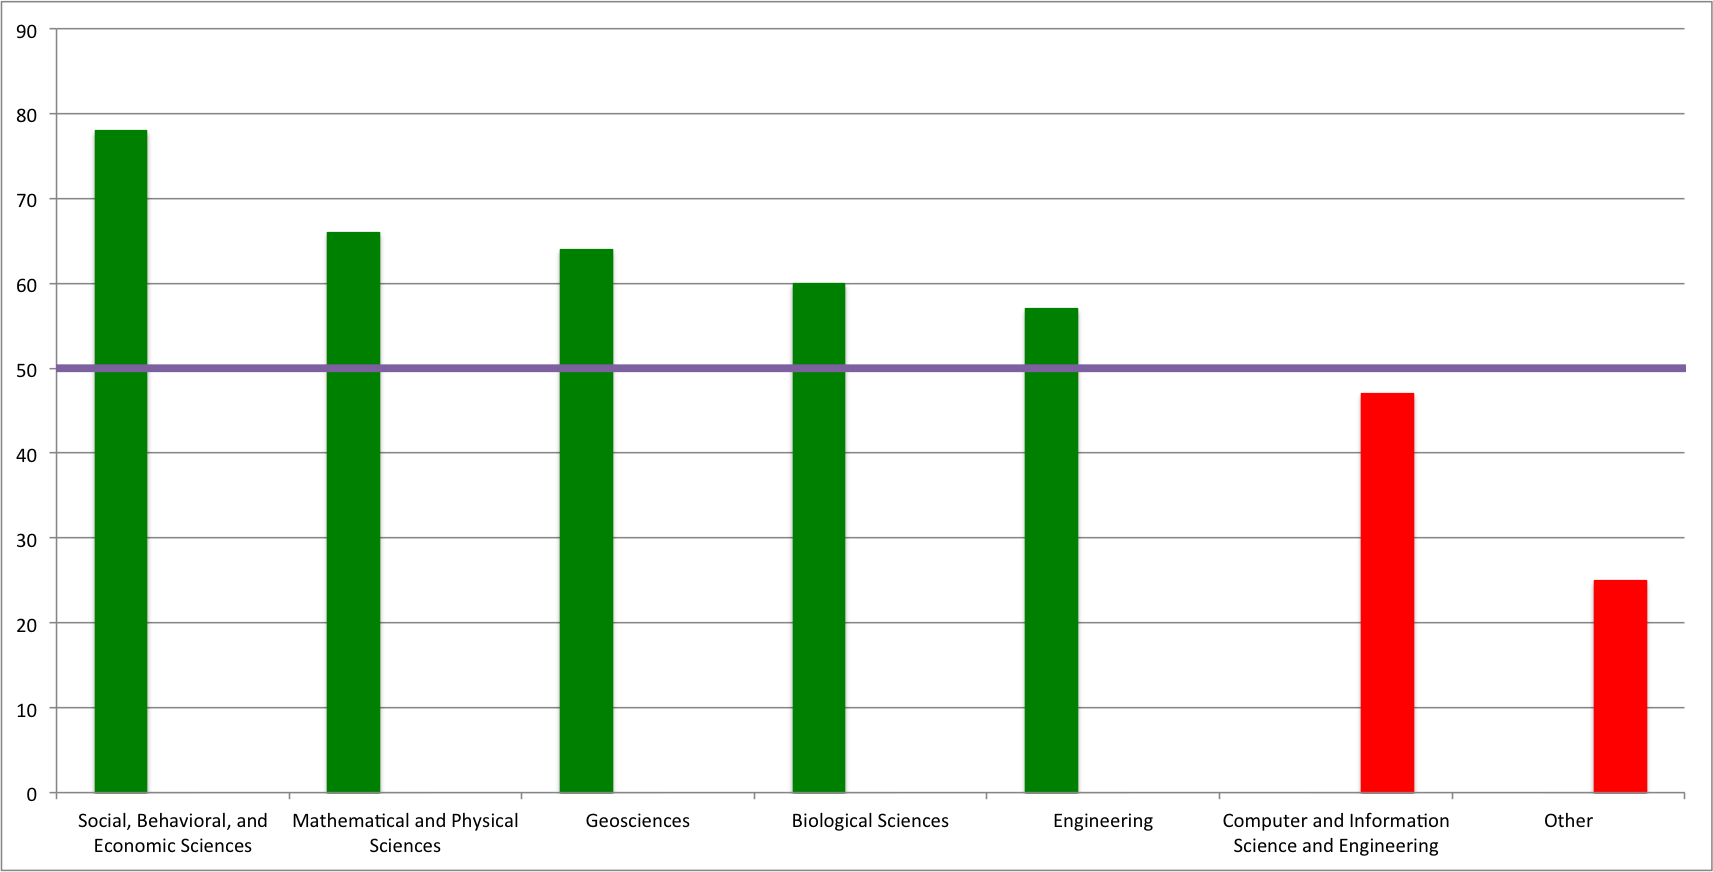 90
80
70
60
50
40
30
20
10
0
Social, Behavioral, and
Economic Sciences
Mathematical and Physical
Sciences
Geosciences
Biological Sciences
Engineering
Computer and Information
Science and Engineering
Other